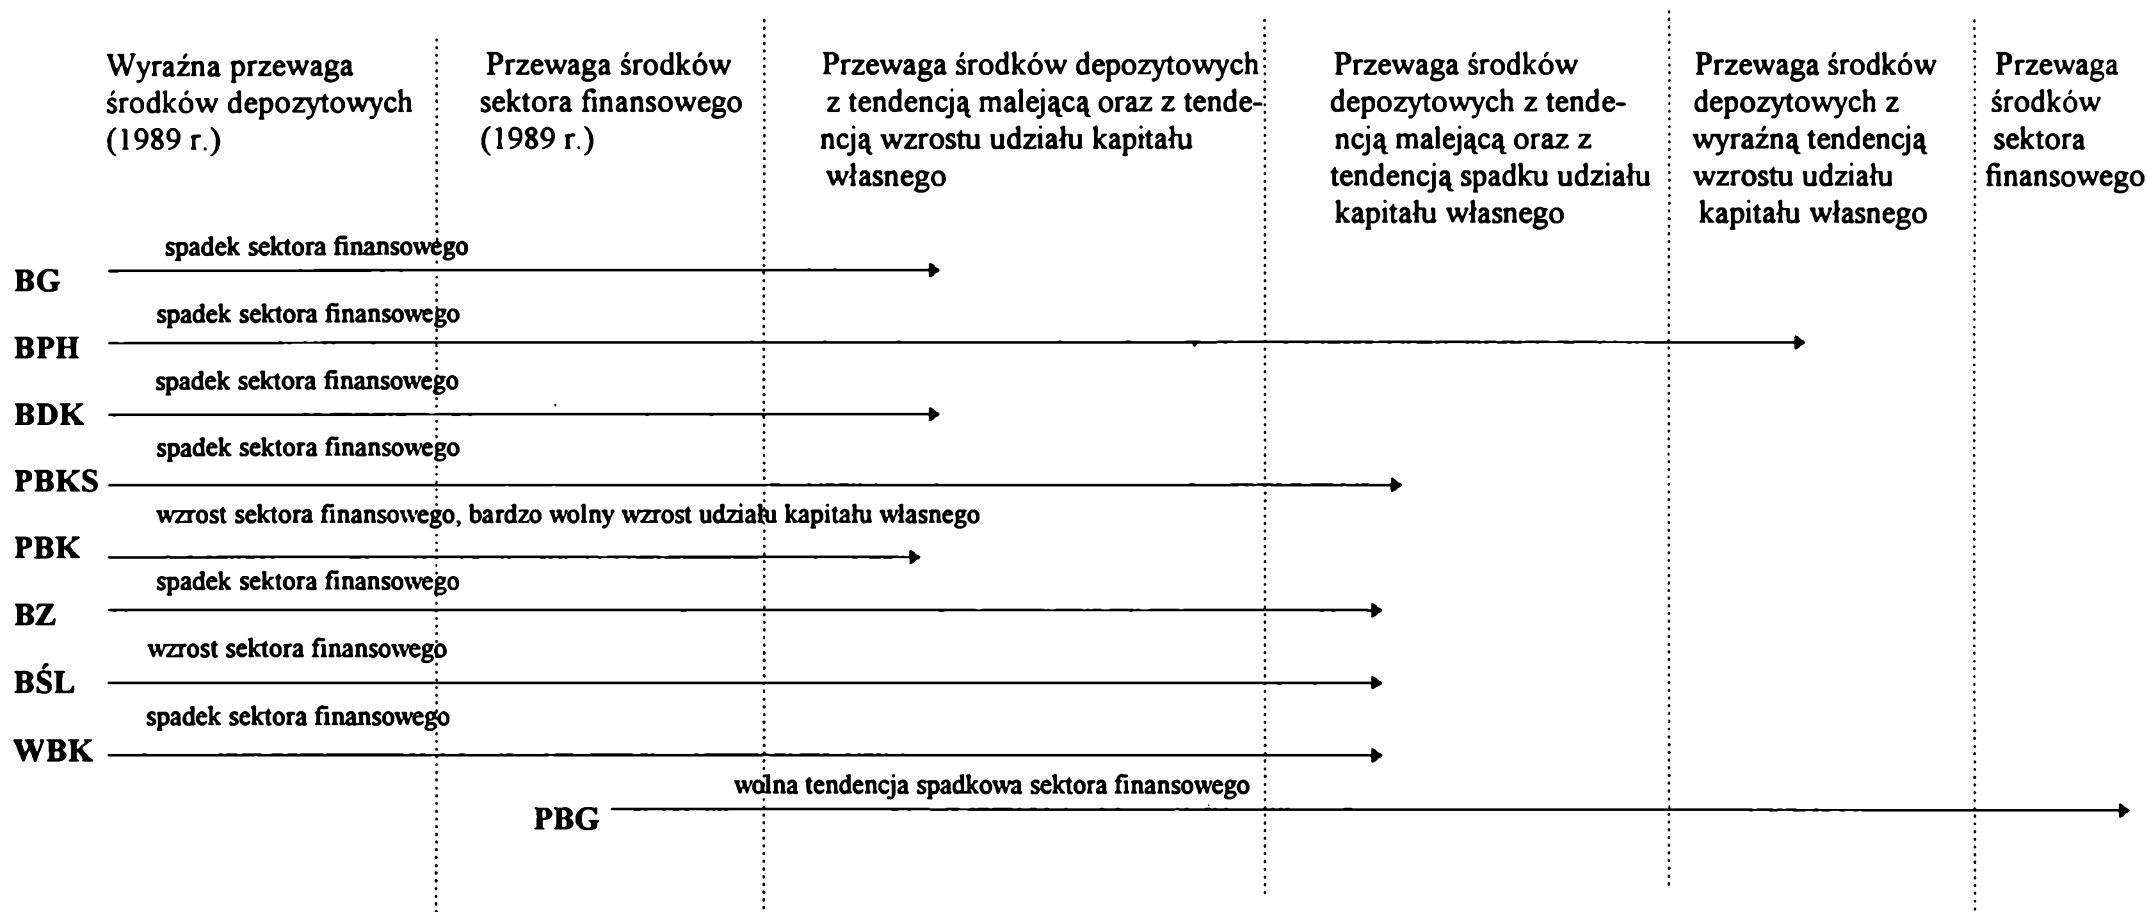 Wyraźna przewaga
środków depozytowych
(1989 r.)
Przewaga środków
sektora finansowego
(1989 r.)
Przewaga środków depozytowych
z tendencją malejącą oraz z tende-
ncją wzrostu udziału kapitału
własnego
Przewaga środków
depozytowych z tende-
ncją malejącą oraz z
tendencją spadku udziału
kapitału własnego
Przewaga środków
depozytowych z
wyraźną tendencją
wzrostu udziału
kapitału własnego
Przewaga
środków
sektora
finansowego
spadek sektora finansowego
BG
spadek sektora finansowego
BPH
spadek sektora finansowego
BDK
spadek sektora finansowego
PBKS
wzrost sektora finansowego, bardzo wolny wzrost udziału kapitału własnego
PBK
spadek sektora finansowego
BZ
wzrost sektora finansowego
BŚL
spadek sektora finansowego
WBK
wolna tendencja spadkowa sektora finansowego
PBG